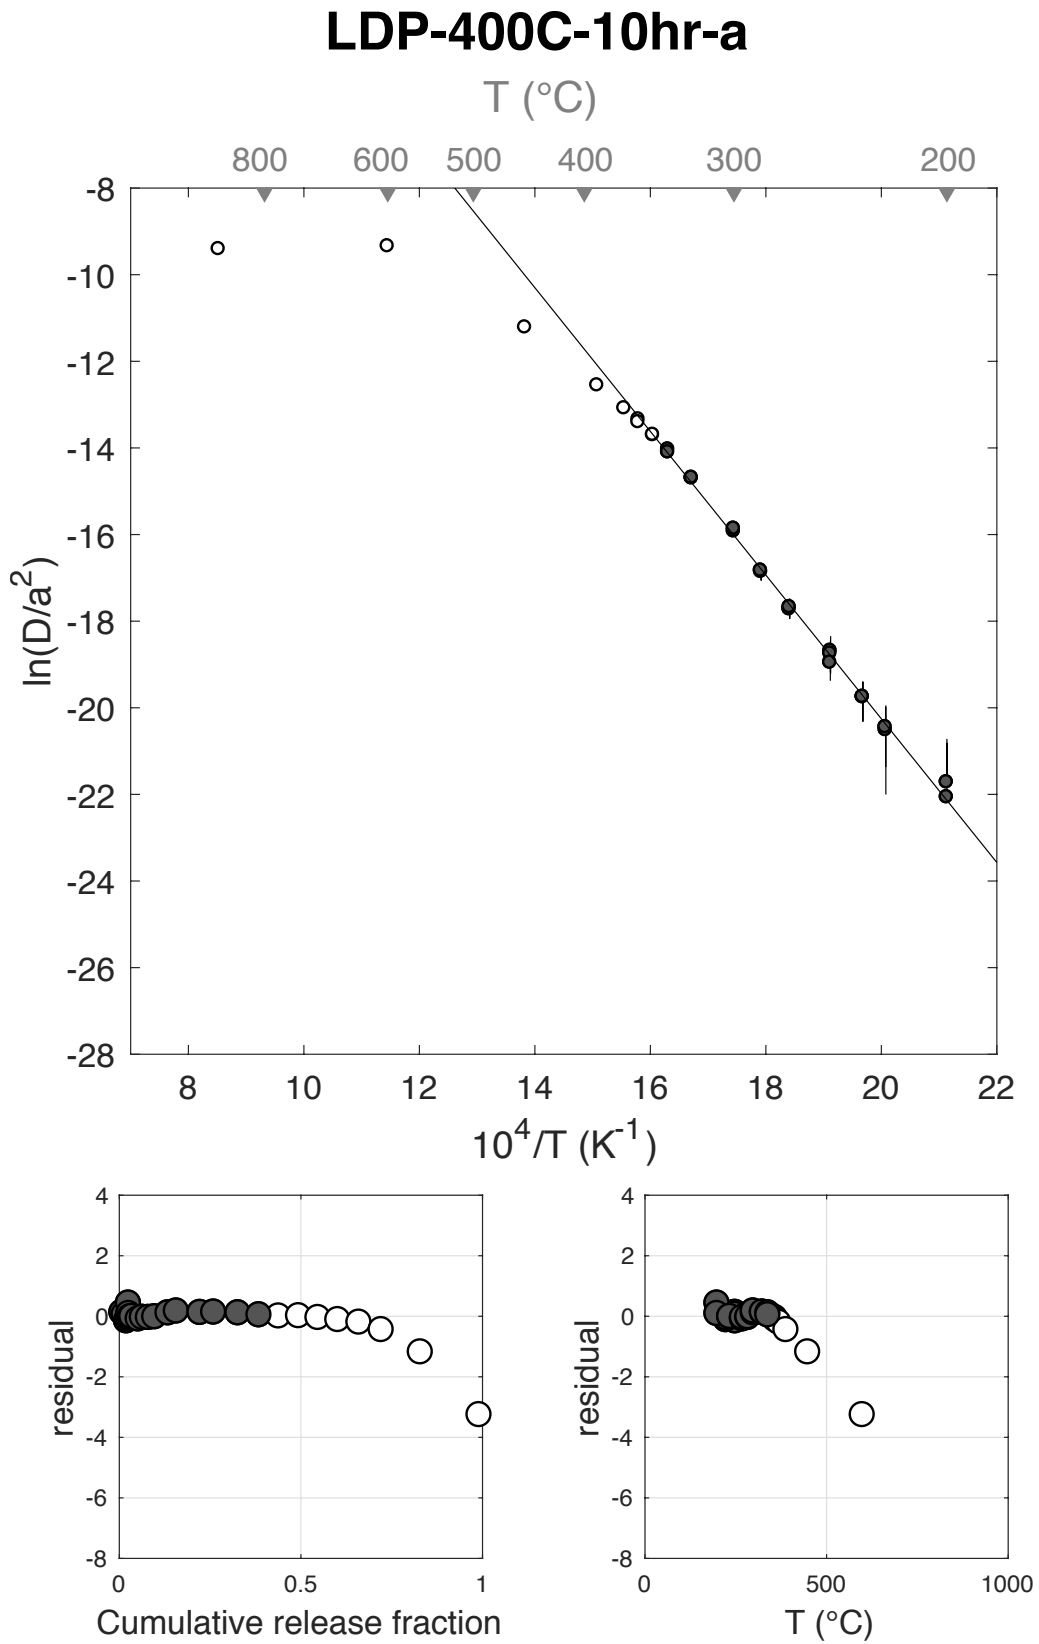 LDP-400C-10hr-a
T (°C)
800 600 500 400 300 200
-8
-10
-12
-14
-16
-18
-20
-22
-24
-26
-28
ln(D/a²)
8 10 12 14 16 18 20 22
10⁴/T (K⁻¹)
4
2
0
-2
-4
-6
-8
residual
0 0.5 1
Cumulative release fraction
4
2
0
-2
-4
-6
-8
residual
0 500 1000
T (°C)